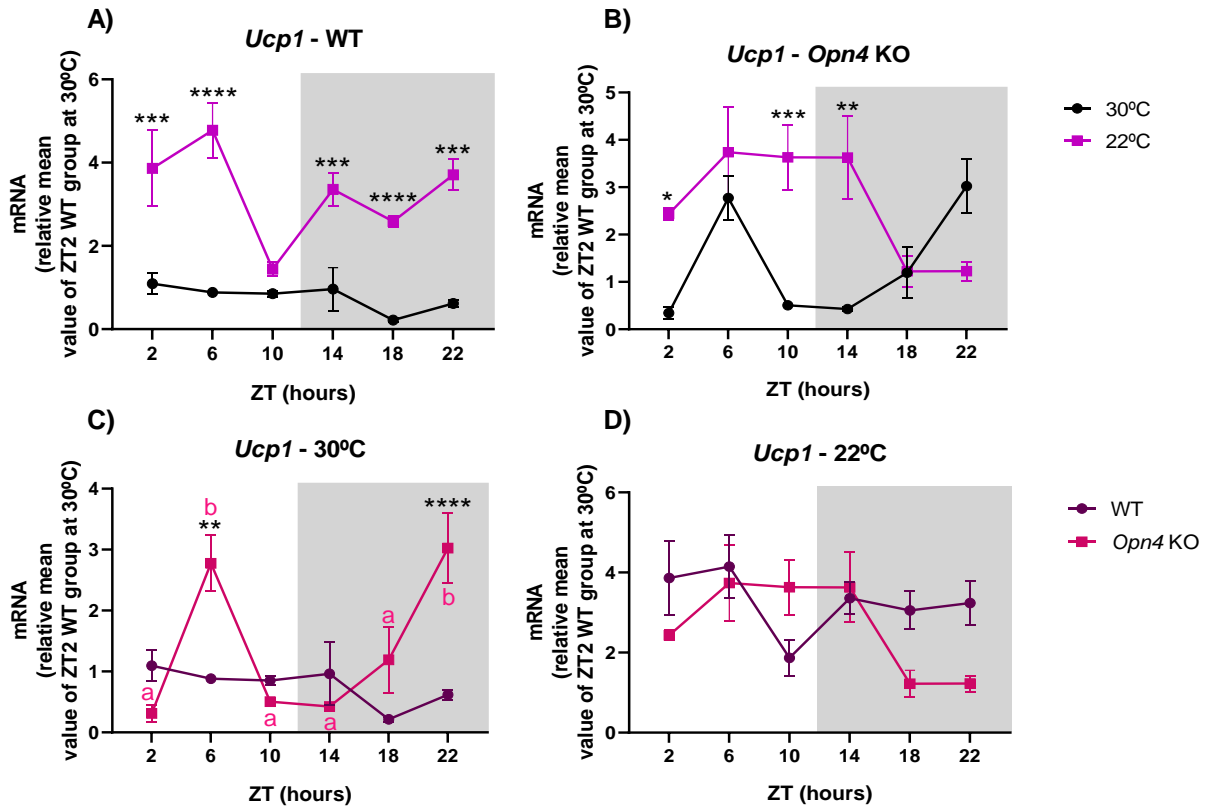 A)
Ucp1 - WT
mRNA
(relative mean
value of ZT2 WT group at 30ºC)
6
4
2
0
***
****
***
****
***
2 6 10 14 18 22
ZT (hours)
B)
Ucp1 - Opn4 KO
mRNA
(relative mean
value of ZT2 WT group at 30ºC)
5
4
3
2
1
0
*
***
**
2 6 10 14 18 22
ZT (hours)
30ºC
22ºC
C)
Ucp1 - 30ºC
mRNA
(relative mean
value of ZT2 WT group at 30ºC)
4
3
2
1
0
a
b
**
a
a
a
****
b
2 6 10 14 18 22
ZT (hours)
D)
Ucp1 - 22ºC
mRNA
(relative mean
value of ZT2 WT group at 30ºC)
6
4
2
0
2 6 10 14 18 22
ZT (hours)
WT
Opn4 KO